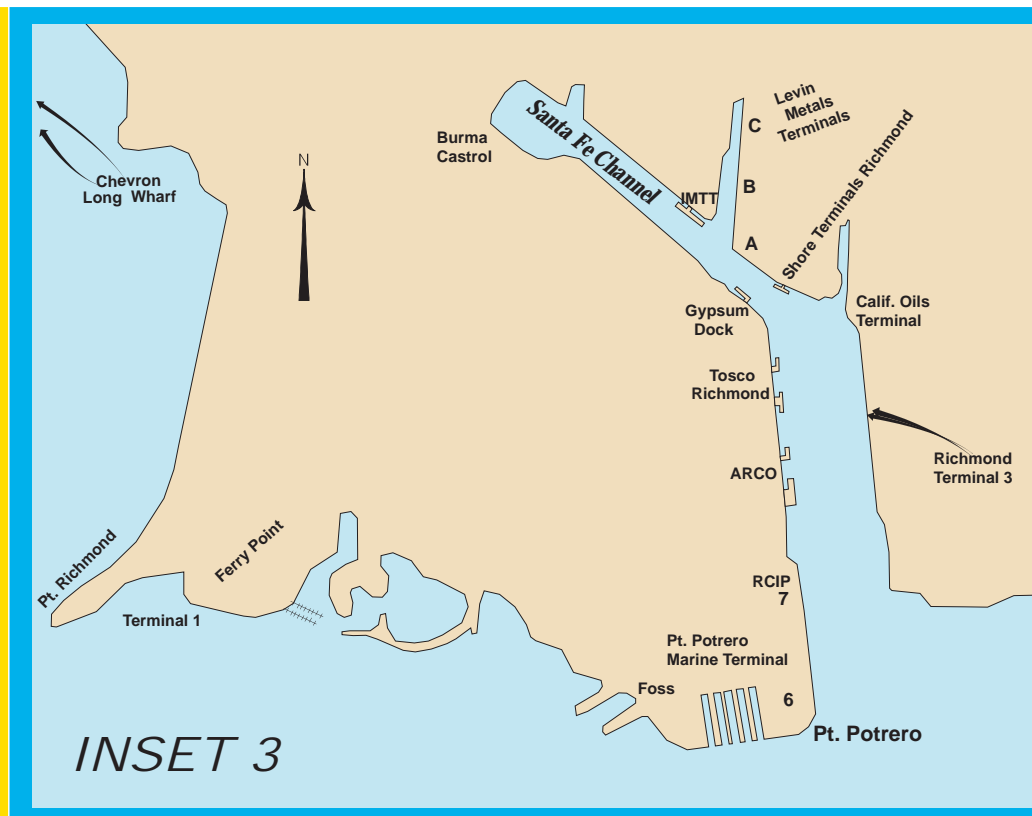 Levin
Metals
Terminals
C
Santa Fe Channel
Burma
Castrol
Shore Terminals Richmond
N
Chevron
Long Wharf
B
IMTT
A
Gypsum
Dock
Calif. Oils
Terminal
Tosco
Richmond
Richmond
Terminal 3
ARCO
Pt. Richmond
Ferry Point
RCIP
7
Terminal 1
Pt. Potrero
Marine Terminal
Foss
6
Pt. Potrero
INSET 3